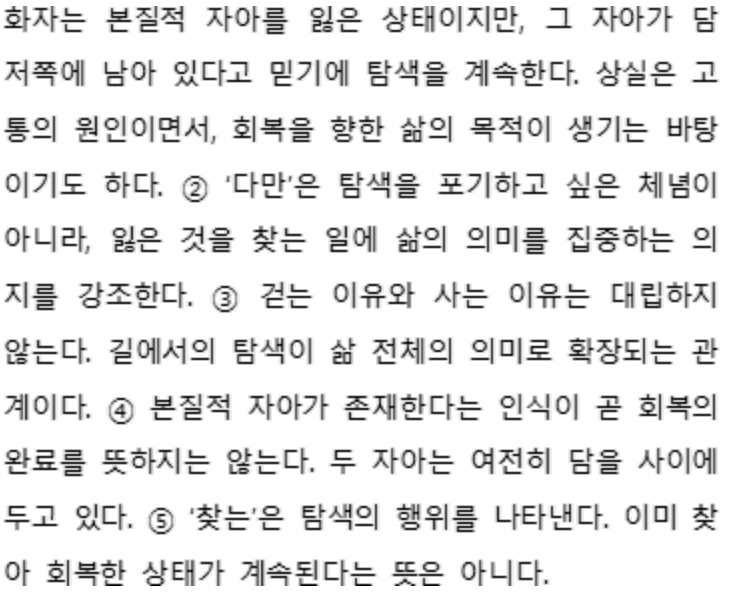 화자는 본질적 자아를 잃은 상태이지만, 그 자아가 담
저쪽에 남아 있다고 믿기에 탐색을 계속한다. 상실은 고
통의 원인이면서, 회복을 향한 삶의 목적이 생기는 바탕
이기도 하다. ② ‘다만’은 탐색을 포기하고 싶은 체념이
아니라, 잃은 것을 찾는 일에 삶의 의미를 집중하는 의
지를 강조한다. ③ 걷는 이유와 사는 이유는 대립하지
않는다. 길에서의 탐색이 삶 전체의 의미로 확장되는 관
계이다. ④ 본질적 자아가 존재한다는 인식이 곧 회복의
완료를 뜻하지는 않는다. 두 자아는 여전히 담을 사이에
두고 있다. ⑤ ‘찾는’은 탐색의 행위를 나타낸다. 이미 찾
아 회복한 상태가 계속된다는 뜻은 아니다.